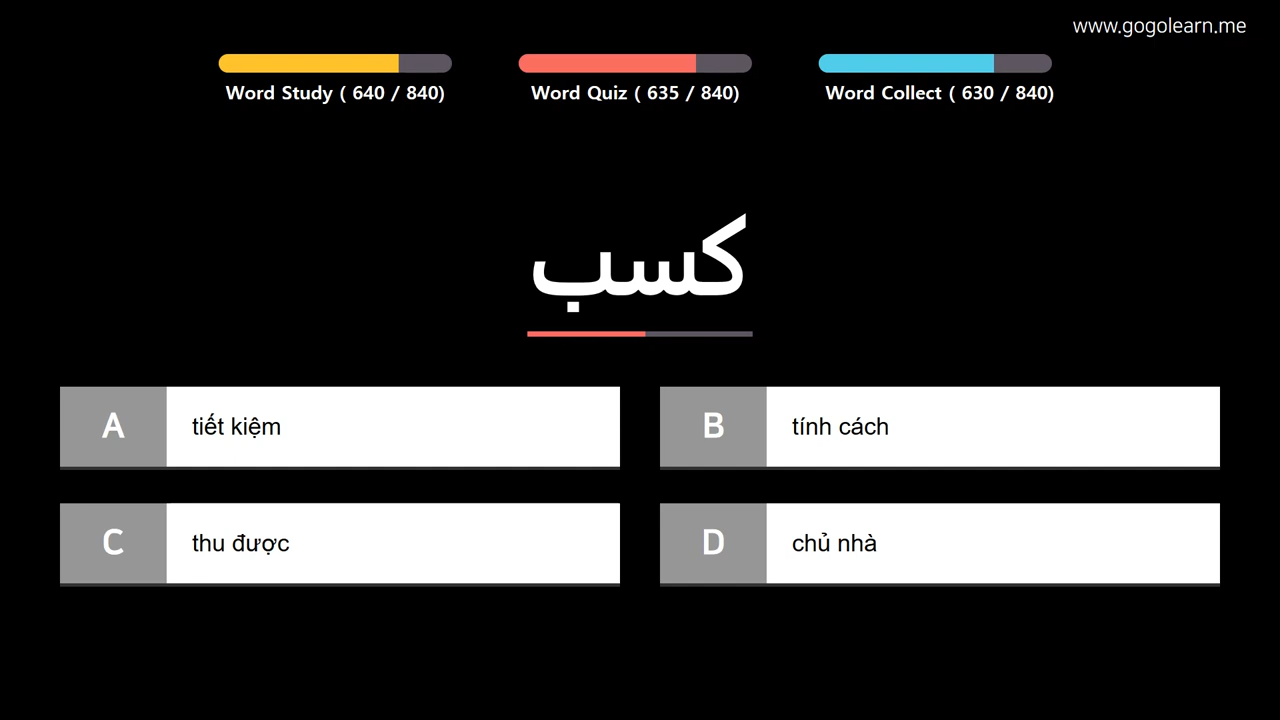 www.gogolearn.me
Word Study ( 640 / 840)
Word Quiz ( 635 / 840)
Word Collect ( 630 / 840)
کسب
A tiết kiệm
B tính cách
C thu được
D chủ nhà